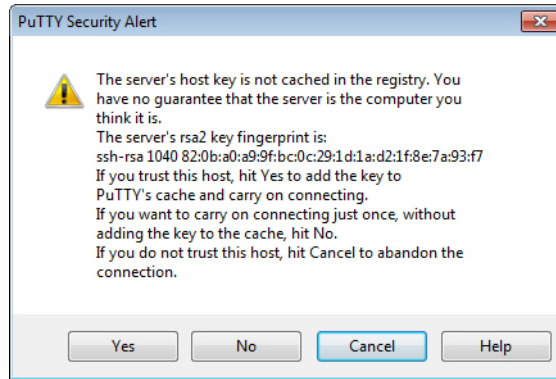 PuTTY Security Alert
The server's host key is not cached in the registry. You
have no guarantee that the server is the computer you
think it is.
The server's rsa2 key fingerprint is:
ssh-rsa 1040 82:0b:a0:a9:9f:bc:0c:29:1d:1a:d2:1f:8e:7a:93:f7
If you trust this host, hit Yes to add the key to
PuTTY's cache and carry on connecting.
If you want to carry on connecting just once, without
adding the key to the cache, hit No.
If you do not trust this host, hit Cancel to abandon the
connection.
Yes No Cancel Help